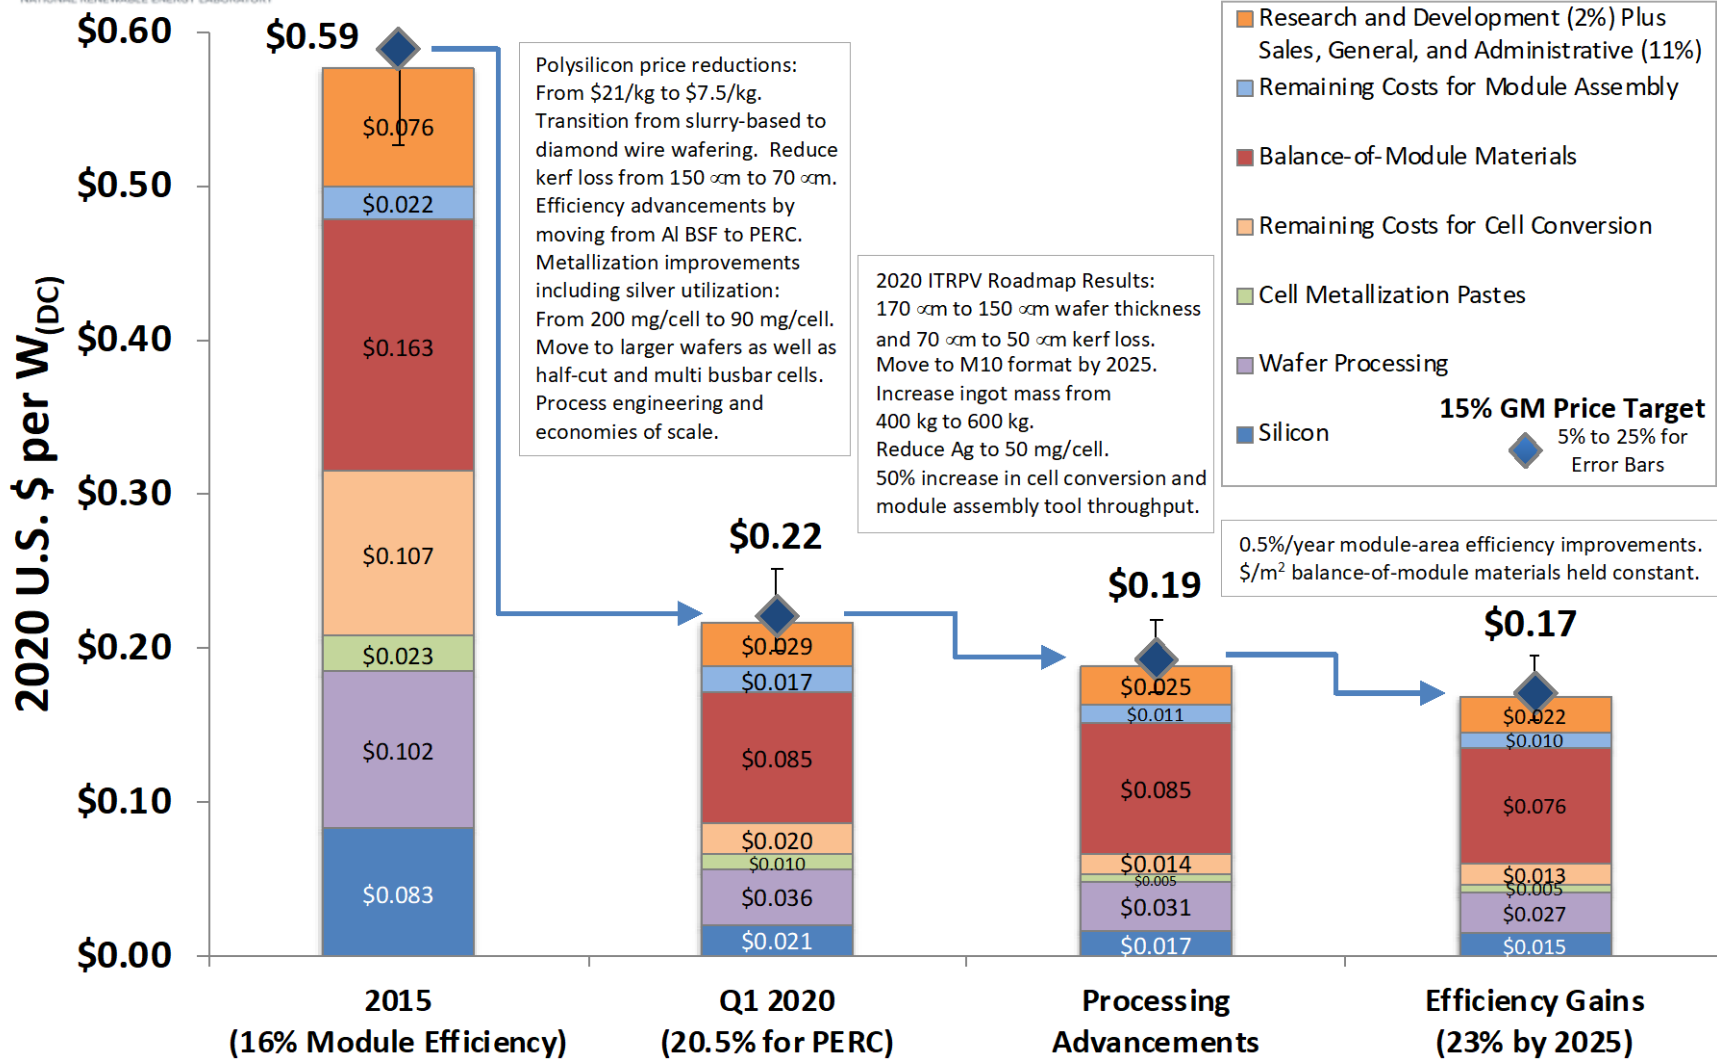 NATIONAL RENEWABLE ENERGY LABORATORY
2020 U.S. $ per W(DC)
$0.60
$0.50
$0.40
$0.30
$0.20
$0.10
$0.00
$0.59
$0.076
$0.022
$0.163
$0.107
$0.023
$0.102
$0.083
2015
(16% Module Efficiency)
Polysilicon price reductions:
From $21/kg to $7.5/kg.
Transition from slurry-based to
diamond wire wafering. Reduce
kerf loss from 150 ∝m to 70 ∝m.
Efficiency advancements by
moving from Al BSF to PERC.
Metallization improvements
including silver utilization:
From 200 mg/cell to 90 mg/cell.
Move to larger wafers as well as
half-cut and multi busbar cells.
Process engineering and
economies of scale.
$0.22
$0.029
$0.017
$0.085
$0.020
$0.010
$0.036
$0.021
Q1 2020
(20.5% for PERC)
2020 ITRPV Roadmap Results:
170 ∝m to 150 ∝m wafer thickness
and 70 ∝m to 50 ∝m kerf loss.
Move to M10 format by 2025.
Increase ingot mass from
400 kg to 600 kg.
Reduce Ag to 50 mg/cell.
50% increase in cell conversion and
module assembly tool throughput.
$0.19
$0.025
$0.011
$0.085
$0.014
$0.005
$0.031
$0.017
Processing
Advancements
0.5%/year module-area efficiency improvements.
$/m² balance-of-module materials held constant.
$0.17
$0.022
$0.010
$0.076
$0.013
$0.005
$0.027
$0.015
Efficiency Gains
(23% by 2025)
Research and Development (2%) Plus
Sales, General, and Administrative (11%)
Remaining Costs for Module Assembly
Balance-of-Module Materials
Remaining Costs for Cell Conversion
Cell Metallization Pastes
Wafer Processing
Silicon
15% GM Price Target
5% to 25% for
Error Bars